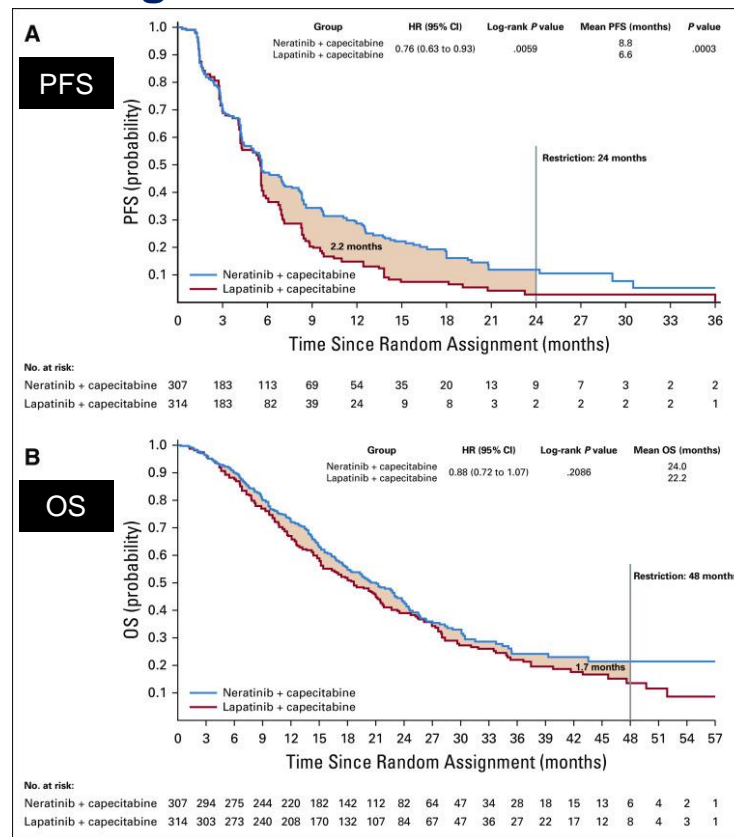 A
PFS
Group HR (95% CI) Log-rank P value Mean PFS (months) P value
Neratinib + capecitabine 0.76 (0.63 to 0.93) .0059 8.8 .0003
Lapatinib + capecitabine 6.6
1.0
0.9
0.8
0.7
0.6
0.5
0.4
0.3
0.2
0.1
PFS (probability)
Restriction: 24 months
2.2 months
Neratinib + capecitabine
Lapatinib + capecitabine
0 3 6 9 12 15 18 21 24 27 30 33 36
Time Since Random Assignment (months)
No. at risk:
Neratinib + capecitabine 307 183 113 69 54 35 20 13 9 7 3 2 2
Lapatinib + capecitabine 314 183 82 39 24 9 8 3 2 2 2 2 1
B
OS
Group HR (95% CI) Log-rank P value Mean OS (months)
Neratinib + capecitabine 0.88 (0.72 to 1.07) .2086 24.0
Lapatinib + capecitabine 22.2
1.0
0.9
0.8
0.7
0.6
0.5
0.4
0.3
0.2
0.1
OS (probability)
Restriction: 48 months
1.7 months
Neratinib + capecitabine
Lapatinib + capecitabine
0 3 6 9 12 15 18 21 24 27 30 33 36 39 42 45 48 51 54 57
Time Since Random Assignment (months)
No. at risk:
Neratinib + capecitabine 307 294 275 244 220 182 142 112 82 64 47 34 28 18 15 13 6 4 2 1
Lapatinib + capecitabine 314 303 273 240 208 170 132 107 84 67 47 36 27 22 17 12 8 4 3 1